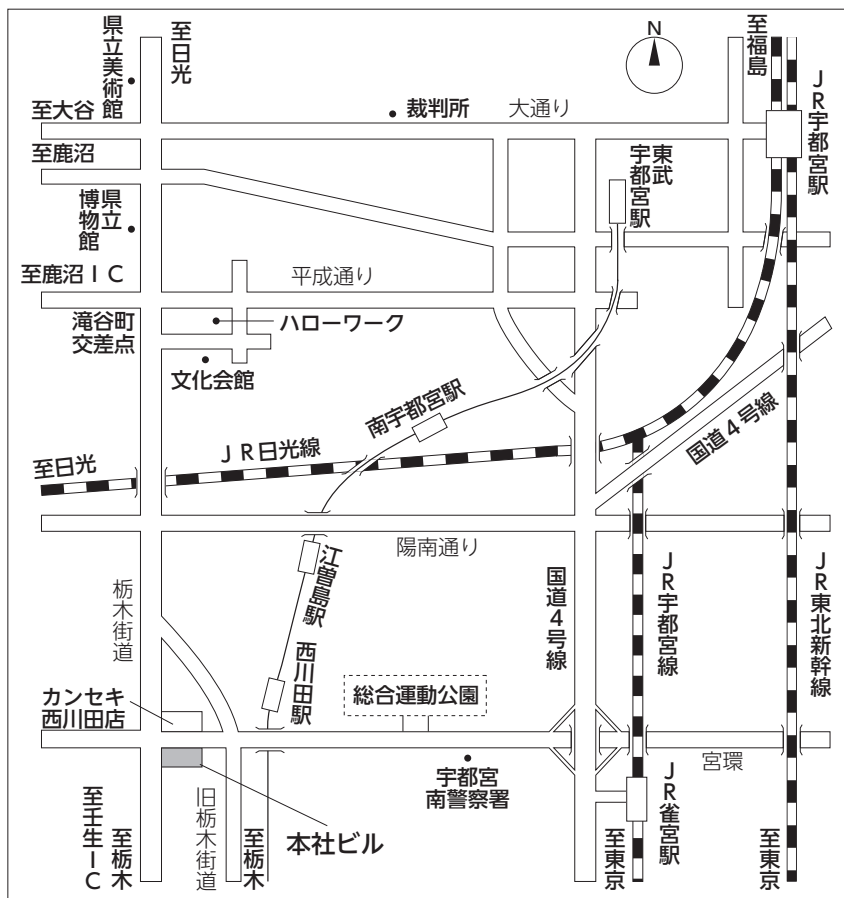 至日光
県立美術館
N
至福島
ＪＲ宇都宮駅
至大谷
裁判所
大通り
至鹿沼
東武
宇都宮駅
県立
博物館
至鹿沼ＩＣ
平成通り
滝谷町
交差点
ハローワーク
文化会館
南宇都宮駅
国道４号線
至日光
ＪＲ日光線
陽南通り
江曽島駅
国道４号線
ＪＲ宇都宮線
ＪＲ東北新幹線
栃木街道
西川田駅
カンセキ
西川田店
総合運動公園
宮環
宇都宮
南警察署
ＪＲ雀宮駅
至壬生ＩＣ
至栃木
旧栃木街道
至栃木
本社ビル
至東京
至東京